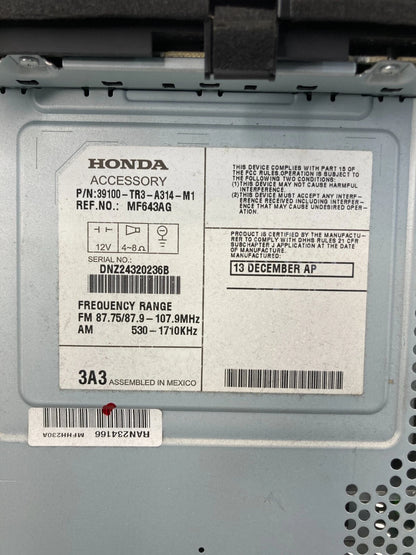 HONDA
ACCESSORY
P/N:39100-TR3-A314-M1
REF.NO.: MF643AG
12V 4-8Ω
SERIAL NO.:
DNZ24320236B
FREQUENCY RANGE
FM 87.75/87.9-107.9MHz
AM 530-1710KHz
3A3 ASSEMBLED IN MEXICO
THIS DEVICE COMPLIES WITH PART 15 OF
THE FCC RULES.OPERATION IS SUBJECT TO
THE FOLLOWING TWO CONDITIONS:
(1)THIS DEVICE MAY NOT CAUSE HARMFUL
INTERFERENCE.
(2)THIS DEVICE MUST ACCEPT ANY INTERF-
ERENCE RECEIVED INCLUDING INTERFER-
ENCE THAT MAY CAUSE UNDESIRED OPER-
ATION.
PRODUCT IS CERTIFIED BY THE MANUFACTU-
RER TO COMPLY WITH DHHS RULES 21 CFR
SUBCHAPTER J APPLICATION AT THE DATE
OF MANUFACTURE.
MANUFACTURED:
13 DECEMBER AP
RAN234166
MFHH230A